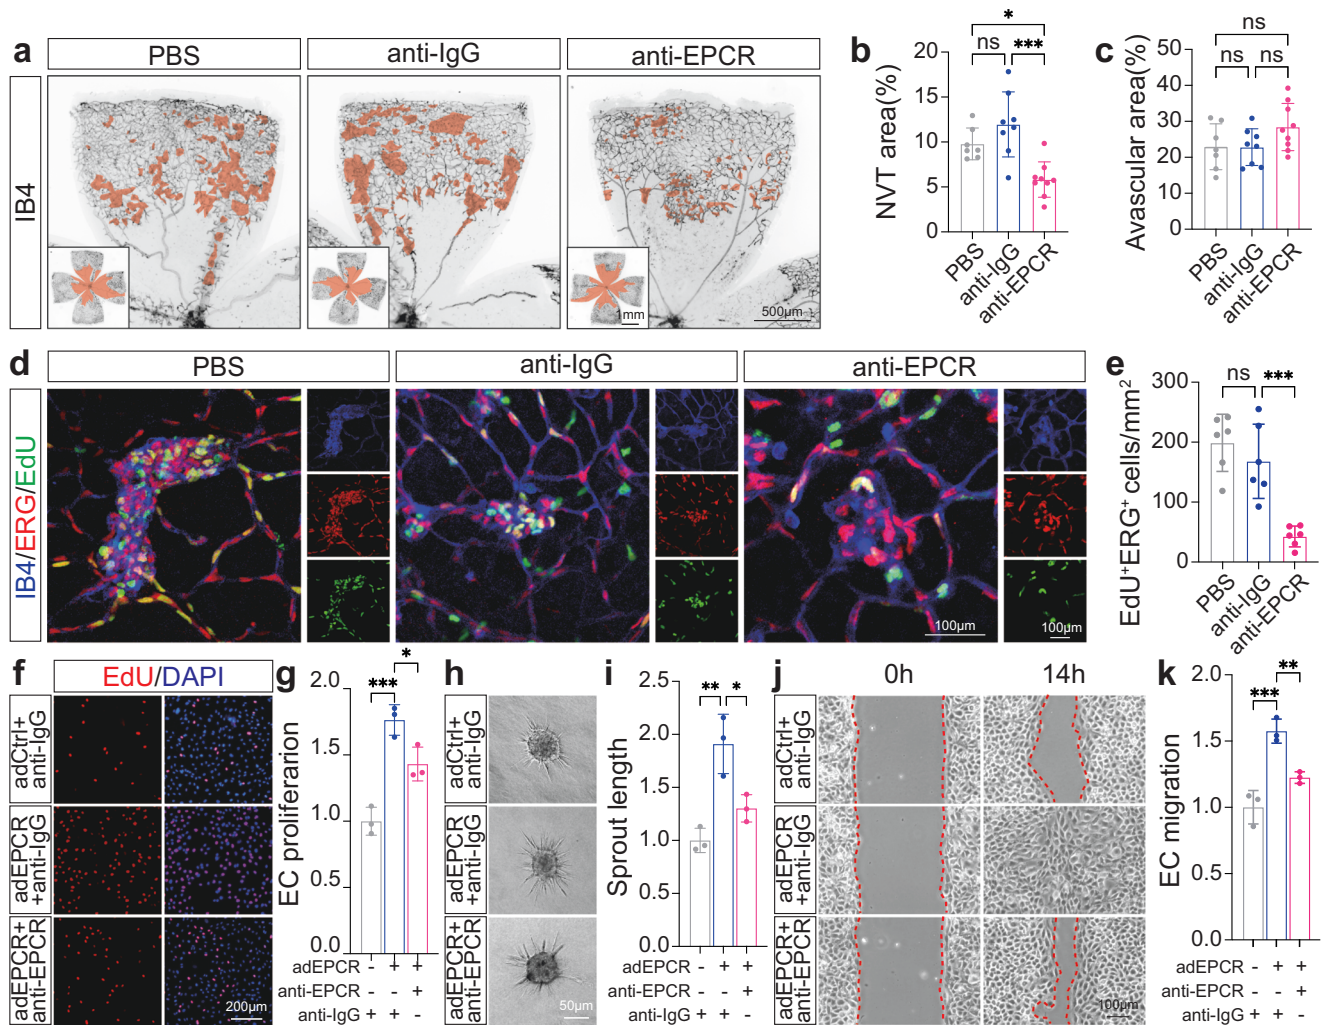 a
PBS
anti-IgG
anti-EPCR
IB4
1mm
500µm
b
NVT area(%)
20
15
10
5
0
*
ns
***
PBS
anti-IgG
anti-EPCR
c
Avascular area(%)
50
40
30
20
10
0
ns
ns
ns
PBS
anti-IgG
anti-EPCR
d
PBS
anti-IgG
anti-EPCR
IB4/ERG/EdU
100µm
100µm
e
EdU⁺ERG⁺ cells/mm²
300
200
100
0
ns
***
PBS
anti-IgG
anti-EPCR
f
EdU/DAPI
adCtrl+
anti-IgG
adEPCR
+anti-IgG
adEPCR+
anti-EPCR
200µm
g
EC proliferarion
2.0
1.5
1.0
0.5
0.0
***
*
adEPCR - + +
anti-EPCR - - +
anti-IgG + + -
h
adCtrl+
anti-IgG
adEPCR
+anti-IgG
adEPCR+
anti-EPCR
50µm
i
Sprout length
2.5
2.0
1.5
1.0
0.5
0.0
**
*
- + +
- - +
+ + -
j
0h
14h
adCtrl+
anti-IgG
adEPCR
+anti-IgG
adEPCR+
anti-EPCR
100µm
k
EC migration
2.0
1.5
1.0
0.5
0.0
***
**
adEPCR - + +
anti-EPCR - - +
anti-IgG + + -